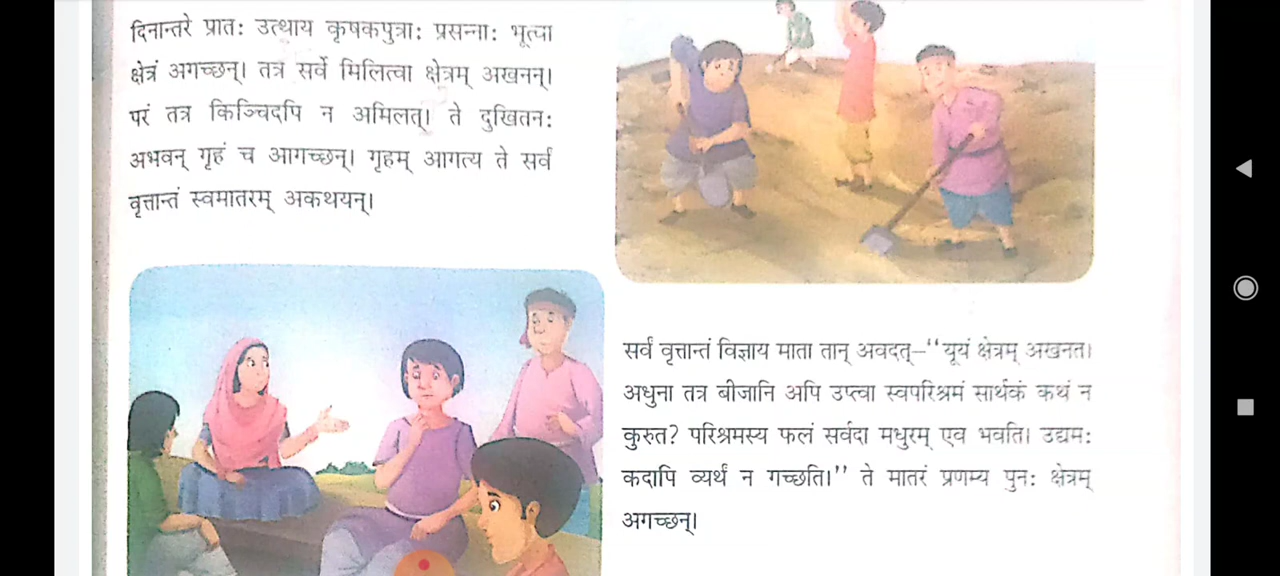 दिनान्तरे प्रातः उत्थाय कृषकपुत्राः प्रसन्नाः भूत्वा
क्षेत्रं अगच्छन्। तत्र सर्वे मिलित्वा क्षेत्रम् अखनन्।
परं तत्र किञ्चिदपि न अमिलत्। ते दुखितनः
अभवन् गृहं च आगच्छन्। गृहम् आगत्य ते सर्वं
वृत्तान्तं स्वमातरम् अकथयन्।
सर्वं वृत्तान्तं विज्ञाय माता तान् अवदत्–‘‘यूयं क्षेत्रम् अखनत।
अधुना तत्र बीजानि अपि उप्त्वा स्वपरिश्रमं सार्थकं कथं न
कुरुत? परिश्रमस्य फलं सर्वदा मधुरम् एव भवति। उद्यमः
कदापि व्यर्थं न गच्छति।’’ ते मातरं प्रणम्य पुनः क्षेत्रम्
अगच्छन्।